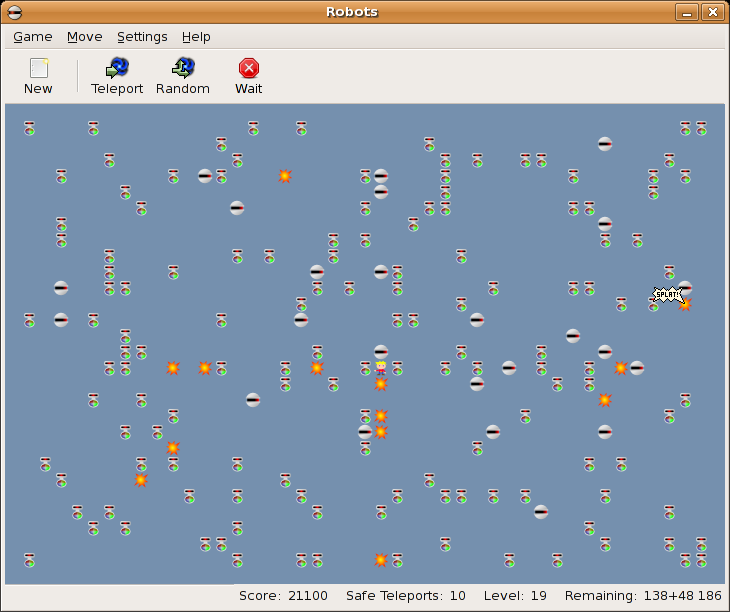 Robots
Game Move Settings Help
New Teleport Random Wait
SPLAT!
Score: 21100 Safe Teleports: 10 Level: 19 Remaining: 138+48 186